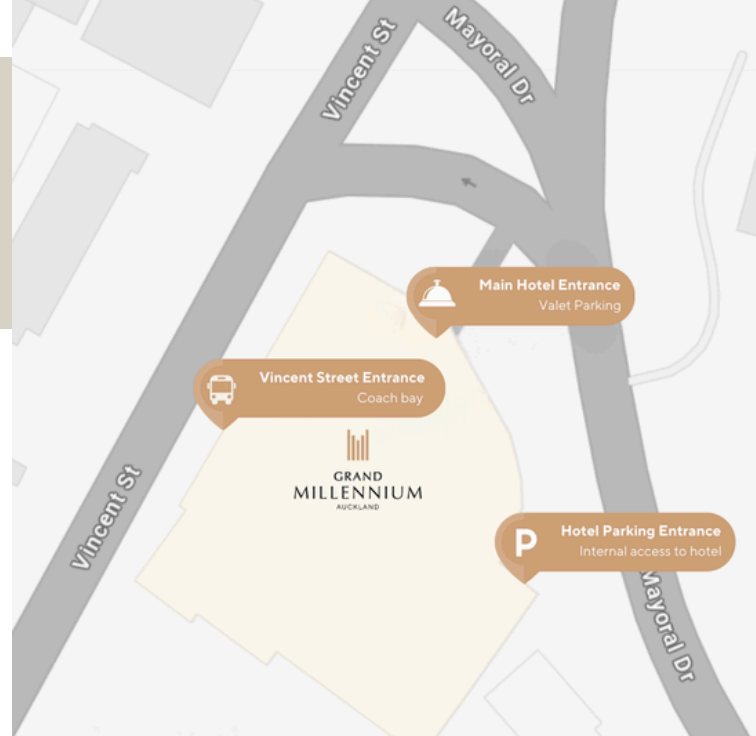 Vincent St
Mayoral Dr
Main Hotel Entrance
Valet Parking
Vincent Street Entrance
Coach bay
GRAND
MILLENNIUM
AUCKLAND
Vincent St
P
Hotel Parking Entrance
Internal access to hotel
Mayoral Dr